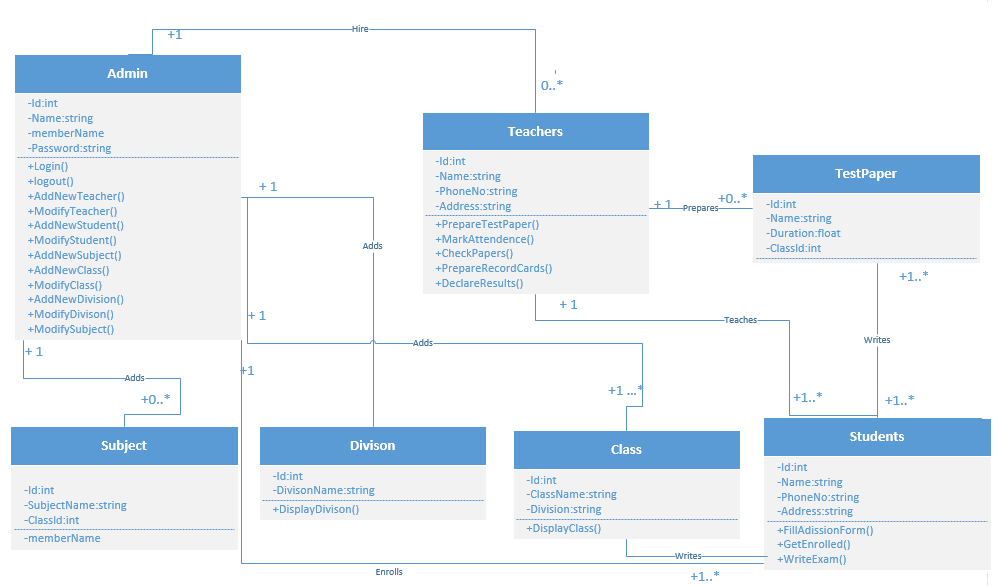 Hire
+1
0..*
Admin
-Id:int
-Name:string
-memberName
-Password:string
+Login()
+logout()
+AddNewTeacher()
+ModifyTeacher()
+AddNewStudent()
+ModifyStudent()
+AddNewSubject()
+AddNewClass()
+ModifyClass()
+AddNewDivision()
+ModifyDivison()
+ModifySubject()
Teachers
-Id:int
-Name:string
-PhoneNo:string
-Address:string
+PrepareTestPaper()
+MarkAttendence()
+CheckPapers()
+PrepareRecordCards()
+DeclareResults()
TestPaper
-Id:int
-Name:string
-Duration:float
-ClassId:int
+ 1
Adds
+ 1
Prepares
+0..*
+ 1
Teaches
+1..*
+1..*
Writes
+1..*
+ 1
Adds
+1 ...*
+ 1
Adds
+0..*
+1
Subject
-Id:int
-SubjectName:string
-ClassId:int
-memberName
Divison
-Id:int
-DivisonName:string
+DisplayDivison()
Class
-Id:int
-ClassName:string
-Division:string
+DisplayClass()
Students
-Id:int
-Name:string
-PhoneNo:string
-Address:string
+FillAdissionForm()
+GetEnrolled()
+WriteExam()
Writes
Enrolls
+1..*